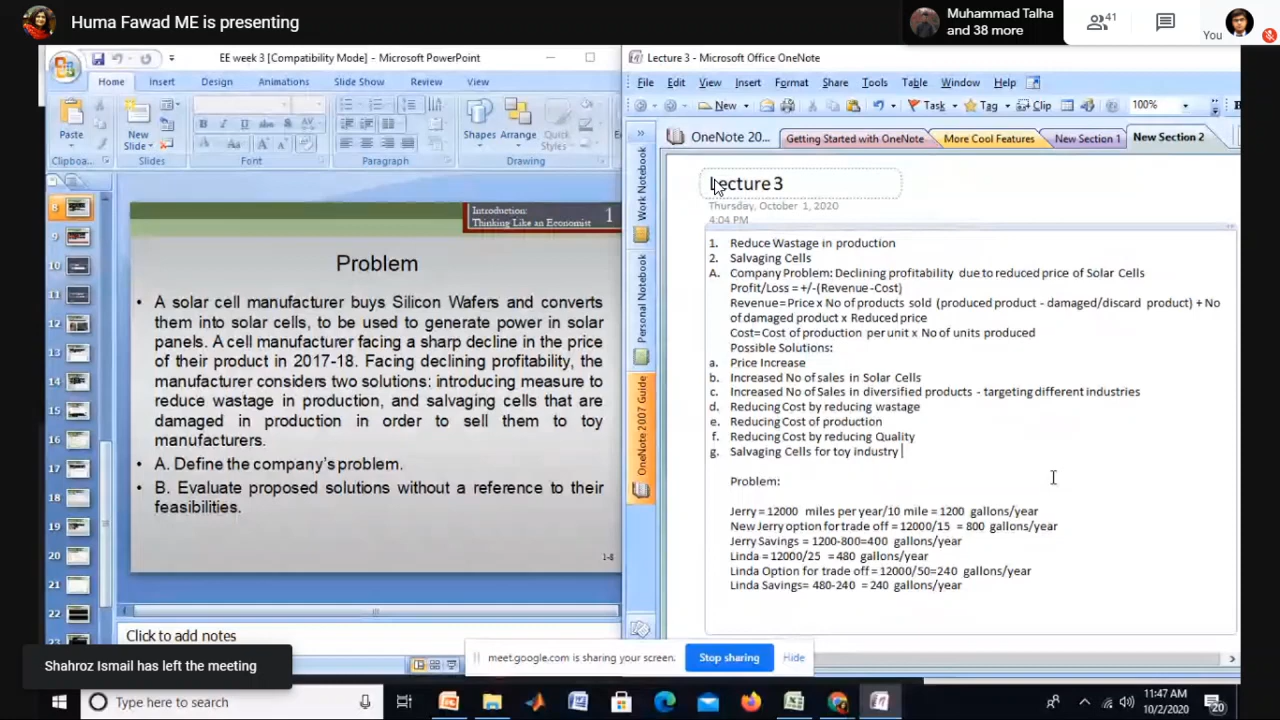 Huma Fawad ME is presenting
Muhammad Talha
and 38 more
41
You
EE week 3 [Compatibility Mode] - Microsoft PowerPoint
Home Insert Design Animations Slide Show Review View
Paste
New
Slide
Shapes Arrange Quick
Styles
Clipboa... Slides Font Paragraph Drawing
8
9
10
11
12
13
14
15
16
17
18
19
20
21
22
23
Introduction:
Thinking Like an Economist 1
Problem
• A solar cell manufacturer buys Silicon Wafers and converts
them into solar cells, to be used to generate power in solar
panels. A cell manufacturer facing a sharp decline in the price
of their product in 2017-18. Facing declining profitability, the
manufacturer considers two solutions: introducing measure to
reduce wastage in production, and salvaging cells that are
damaged in production in order to sell them to toy
manufacturers.
• A. Define the company's problem.
• B. Evaluate proposed solutions without a reference to their
feasibilities.
1-8
Click to add notes
Lecture 3 - Microsoft Office OneNote
File Edit View Insert Format Share Tools Table Window Help
New Task Tag Clip 100% B
OneNote 20... Getting Started with OneNote More Cool Features New Section 1 New Section 2
Work Notebook
Personal Notebook
OneNote 2007 Guide
Lecture 3
Thursday, October 1, 2020
4:04 PM
1. Reduce Wastage in production
2. Salvaging Cells
A. Company Problem: Declining profitability due to reduced price of Solar Cells
Profit/Loss = +/-(Revenue -Cost)
Revenue= Price x No of products sold (produced product - damaged/discard product) + No
of damaged product x Reduced price
Cost= Cost of production per unit x No of units produced
Possible Solutions:
a. Price Increase
b. Increased No of sales in Solar Cells
c. Increased No of Sales in diversified products - targeting different industries
d. Reducing Cost by reducing wastage
e. Reducing Cost of production
f. Reducing Cost by reducing Quality
g. Salvaging Cells for toy industry
Problem:
Jerry = 12000 miles per year/10 mile = 1200 gallons/year
New Jerry option for trade off = 12000/15 = 800 gallons/year
Jerry Savings = 1200-800=400 gallons/year
Linda = 12000/25 = 480 gallons/year
Linda Option for trade off = 12000/50=240 gallons/year
Linda Savings= 480-240 = 240 gallons/year
meet.google.com is sharing your screen. Stop sharing Hide
Shahroz Ismail has left the meeting
Type here to search
11:47 AM
10/2/2020
20